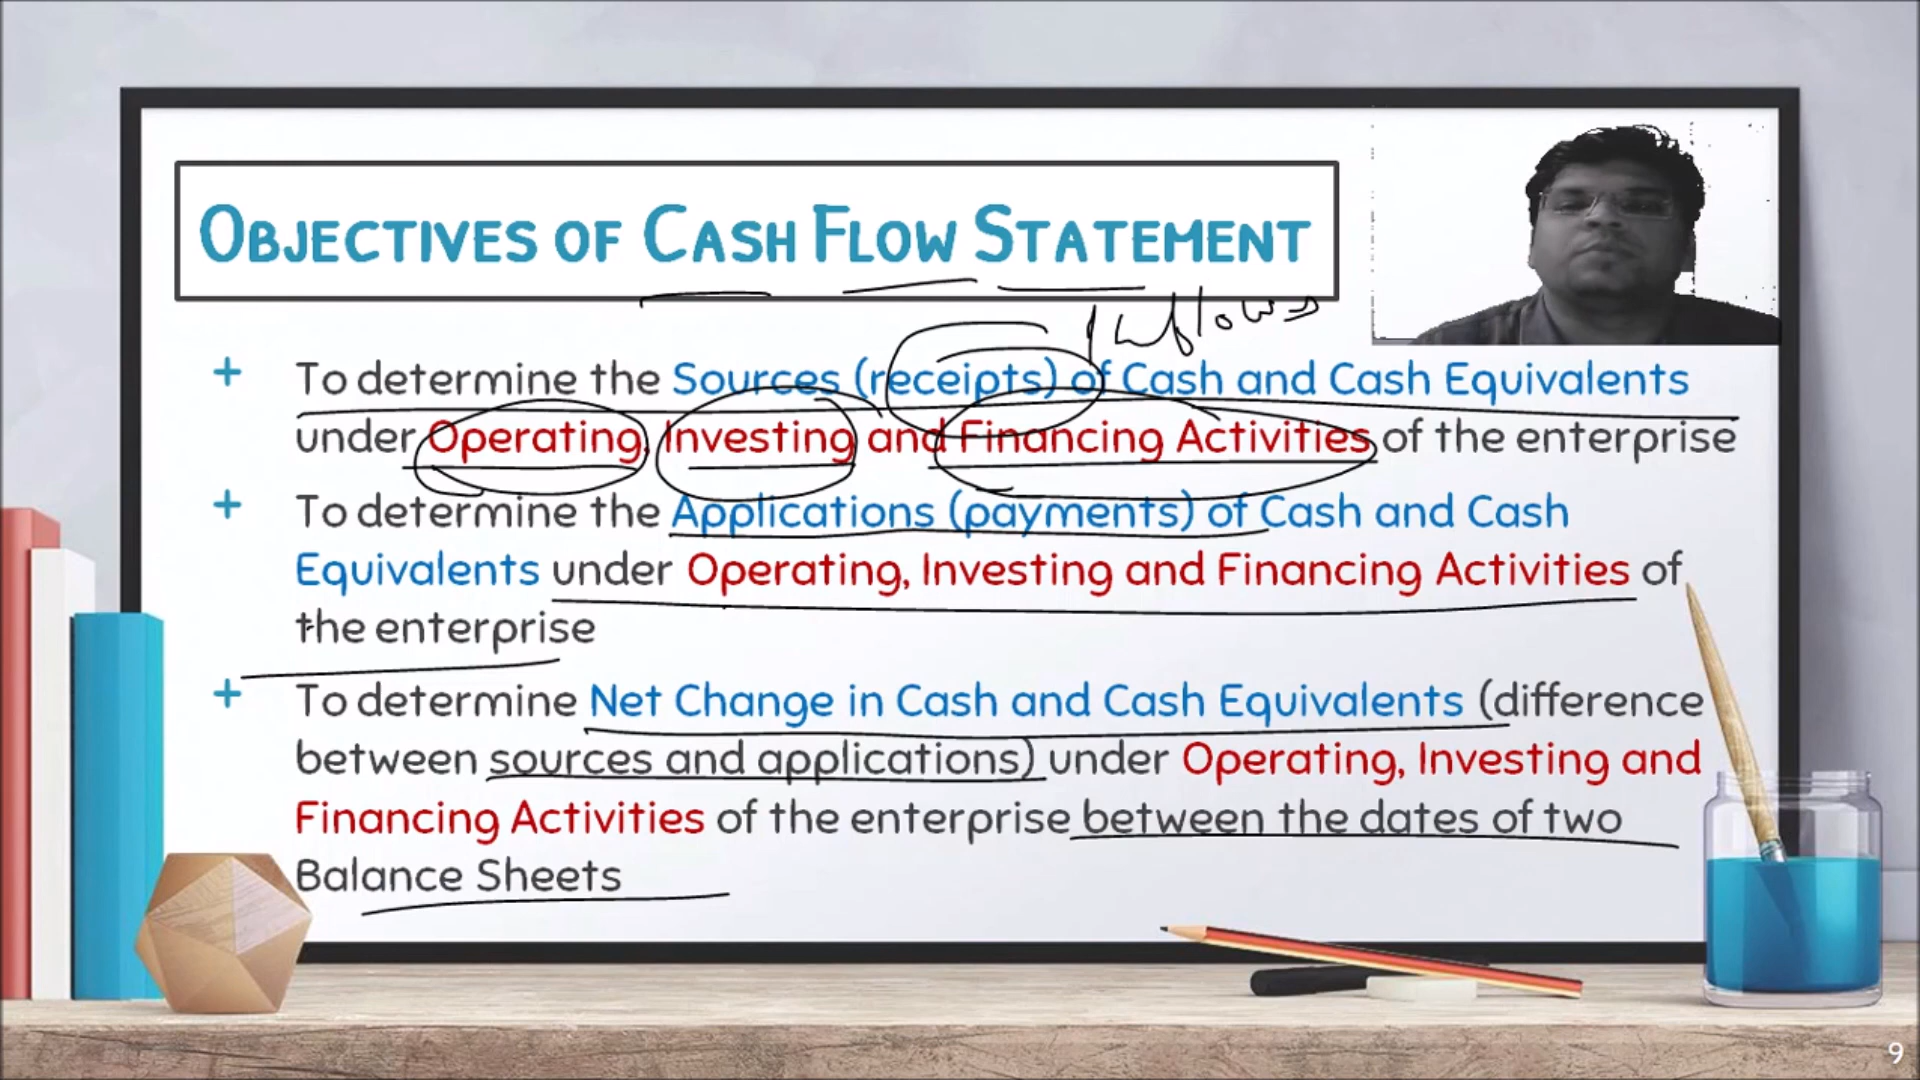 OBJECTIVES OF CASH FLOW STATEMENT
Inflows
+ To determine the Sources (receipts) of Cash and Cash Equivalents
under Operating, Investing and Financing Activities of the enterprise
+ To determine the Applications (payments) of Cash and Cash
Equivalents under Operating, Investing and Financing Activities of
the enterprise
+ To determine Net Change in Cash and Cash Equivalents (difference
between sources and applications) under Operating, Investing and
Financing Activities of the enterprise between the dates of two
Balance Sheets
9